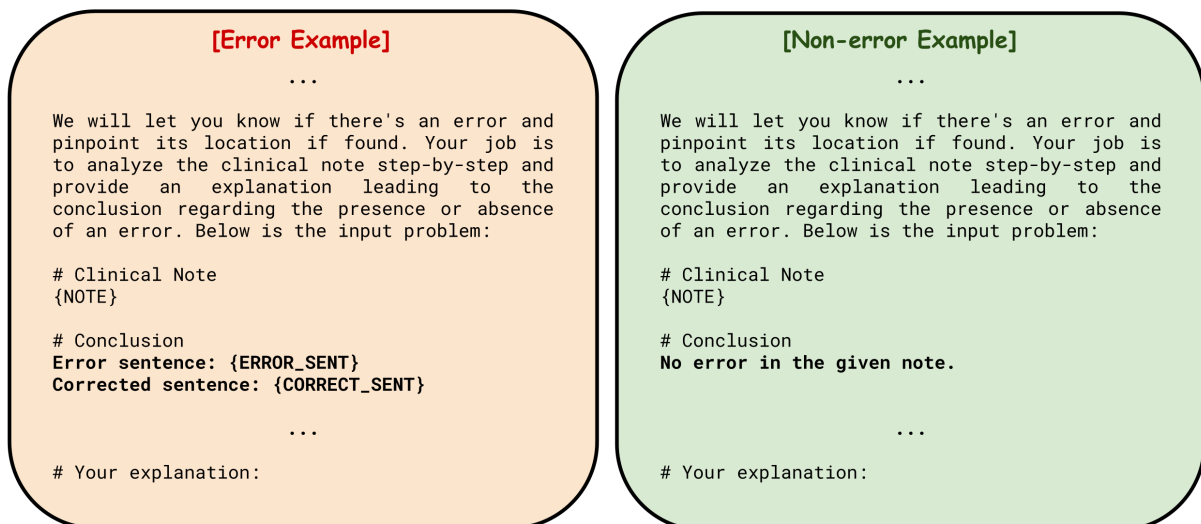 [Error Example]
...
We will let you know if there's an error and
pinpoint its location if found. Your job is
to analyze the clinical note step-by-step and
provide an explanation leading to the
conclusion regarding the presence or absence
of an error. Below is the input problem:
# Clinical Note
{NOTE}
# Conclusion
Error sentence: {ERROR_SENT}
Corrected sentence: {CORRECT_SENT}
...
# Your explanation:
[Non-error Example]
...
We will let you know if there's an error and
pinpoint its location if found. Your job is
to analyze the clinical note step-by-step and
provide an explanation leading to the
conclusion regarding the presence or absence
of an error. Below is the input problem:
# Clinical Note
{NOTE}
# Conclusion
No error in the given note.
...
# Your explanation: